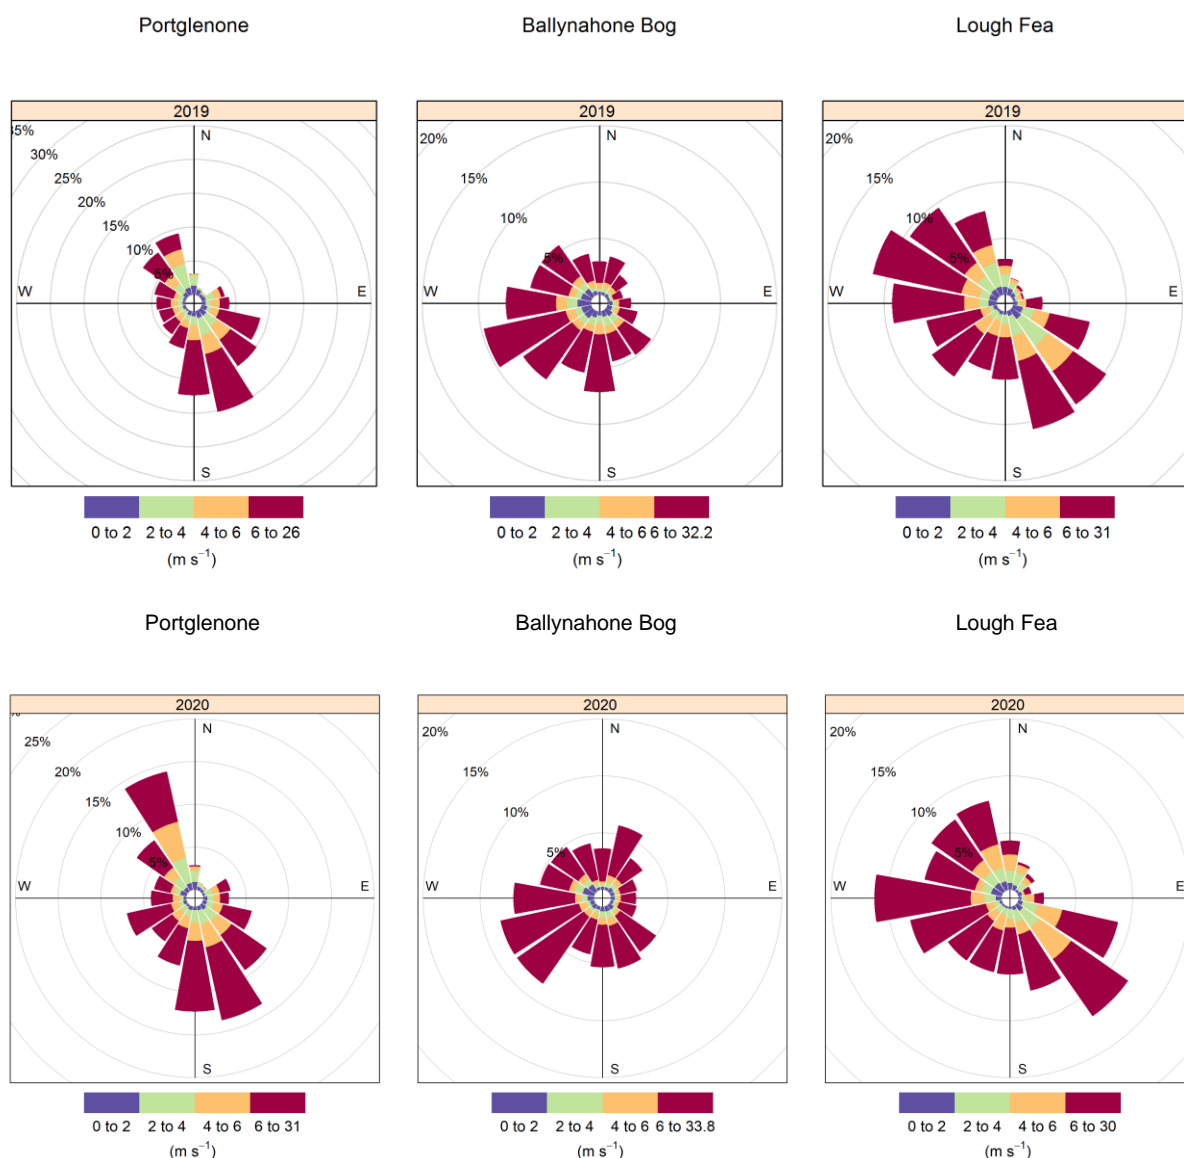 Portglenone Ballynahone Bog Lough Fea
2019 2019 2019
35% 30% 25% 20% 15% 10% 5% N E S W
20% 15% 10% 5% N E S W
15% 10% 5% N E S W
0 to 2 2 to 4 4 to 6 6 to 26
(m s⁻¹)
0 to 2 2 to 4 4 to 6 6 to 32.2
(m s⁻¹)
0 to 2 2 to 4 4 to 6 6 to 31
(m s⁻¹)
Portglenone Ballynahone Bog Lough Fea
2020 2020 2020
% 25% 20% 15% 10% 5% N E S W
20% 15% 10% 5% N E S W
20% 15% 10% 5% N E S W
0 to 2 2 to 4 4 to 6 6 to 31
(m s⁻¹)
0 to 2 2 to 4 4 to 6 6 to 33.8
(m s⁻¹)
0 to 2 2 to 4 4 to 6 6 to 30
(m s⁻¹)